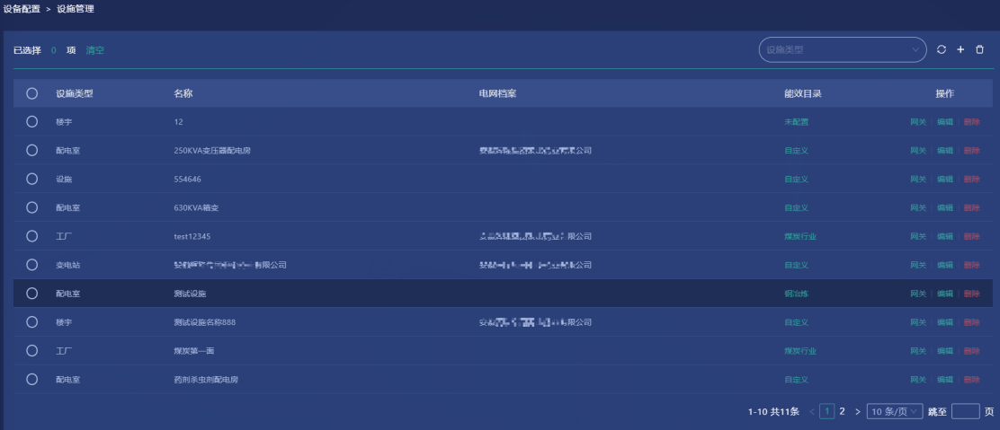 设备配置 > 设施管理
已选择 0 项 清空 设施类型
设施类型 名称 电网档案 能效目录 操作
楼宇 12 未配置 网关 编辑 删除
配电室 250KVA变压器配电房 公司 自定义 网关 编辑 删除
设施 554646 自定义 网关 编辑 删除
配电室 630KVA箱变 自定义 网关 编辑 删除
工厂 test12345 限公司 煤炭行业 网关 编辑 删除
变电站 有限公司 公司 自定义 网关 编辑 删除
配电室 测试设施 钢冶炼 网关 编辑 删除
楼宇 测试设施名称888 限公司 自定义 网关 编辑 删除
工厂 煤炭第一面 煤炭行业 网关 编辑 删除
配电室 药剂杀虫剂配电房 自定义 网关 编辑 删除
1-10 共11条 < 1 2 > 10 条/页 跳至 页